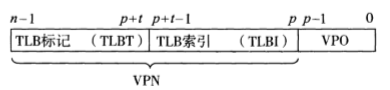 n-1 p+t p+t-1 p p-1 0
TLB标记 (TLBT) TLB索引 (TLBI) VPO
VPN